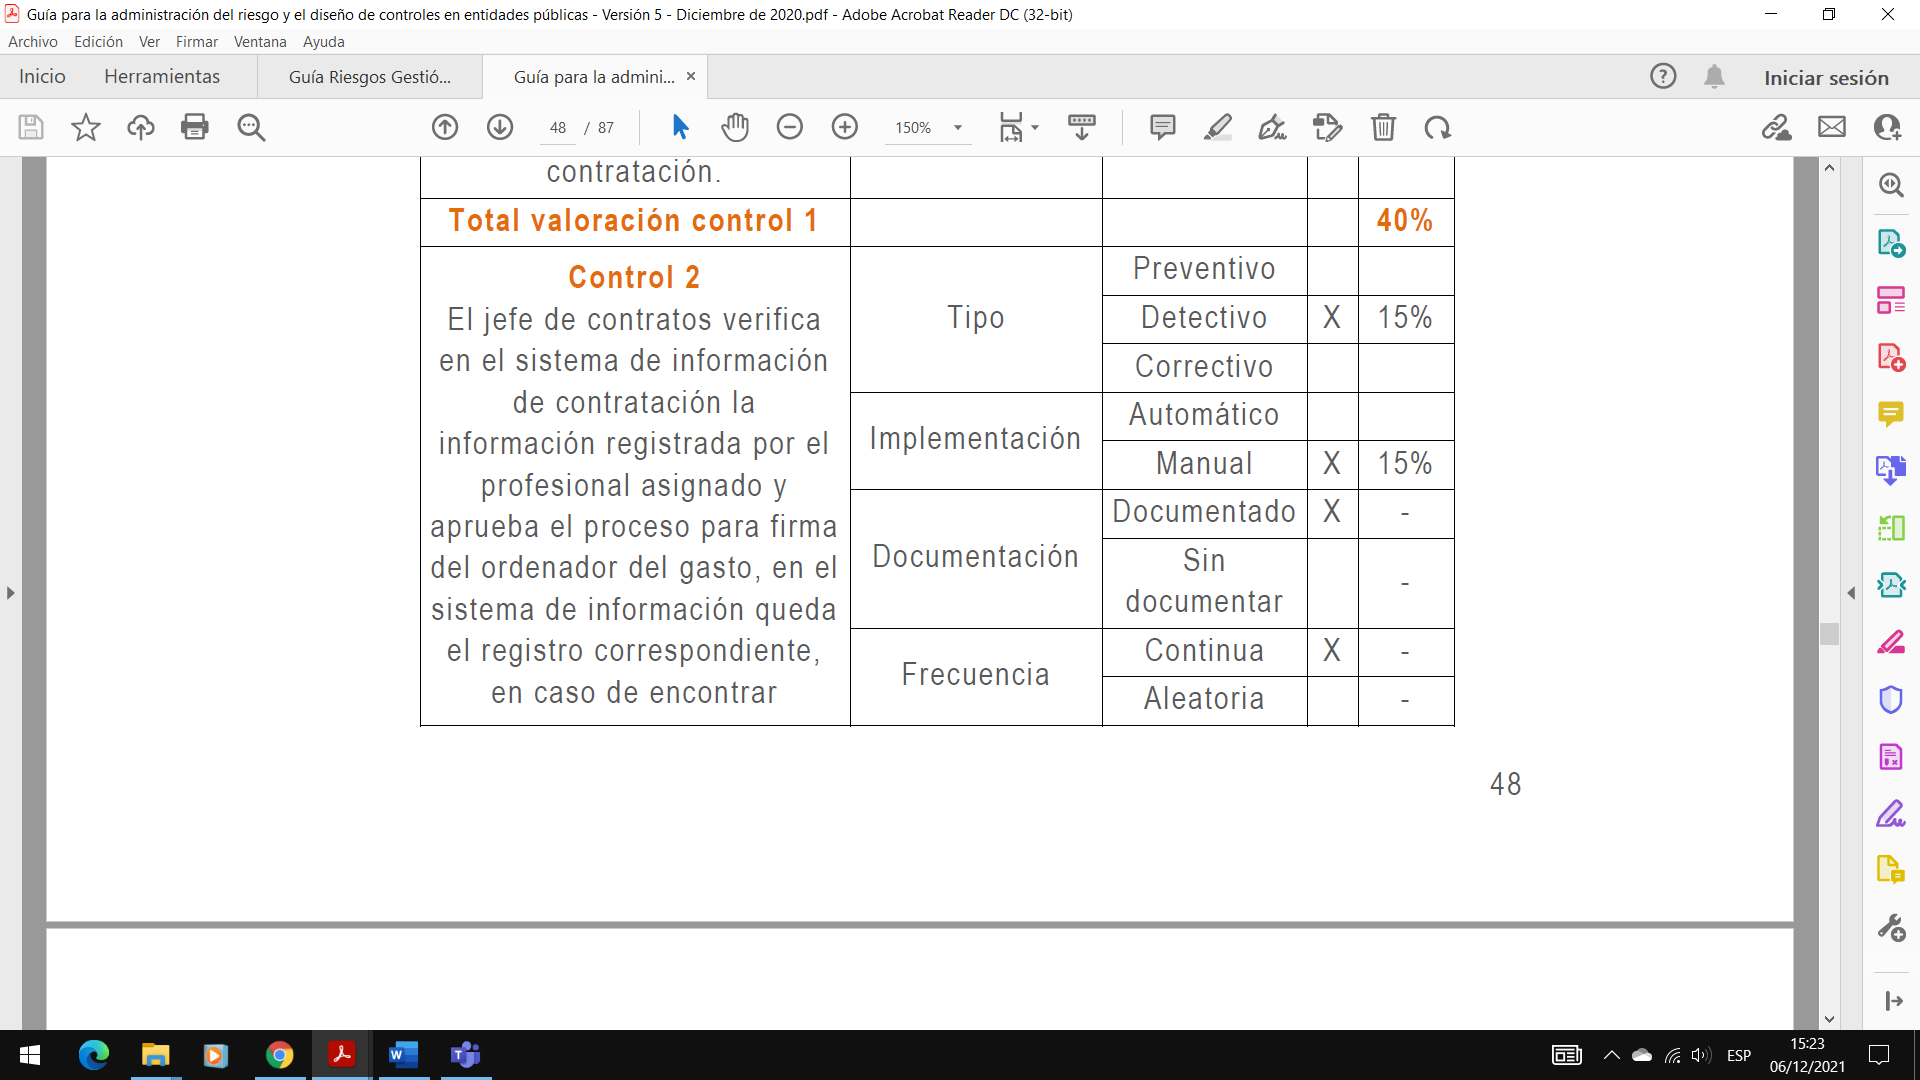 Guía para la administración del riesgo y el diseño de controles en entidades públicas - Versión 5 - Diciembre de 2020.pdf - Adobe Acrobat Reader DC (32-bit)
Archivo Edición Ver Firmar Ventana Ayuda
Inicio Herramientas Guía Riesgos Gestió... Guía para la admini... × Iniciar sesión
48 / 87 150%
contratación.
Total valoración control 1 40%
Control 2
El jefe de contratos verifica
en el sistema de información
de contratación la
información registrada por el
profesional asignado y
aprueba el proceso para firma
del ordenador del gasto, en el
sistema de información queda
el registro correspondiente,
en caso de encontrar
Tipo
Preventivo
Detectivo X 15%
Correctivo
Implementación
Automático
Manual X 15%
Documentación
Documentado X -
Sin
documentar -
Frecuencia
Continua X -
Aleatoria -
48
ESP
15:23
06/12/2021